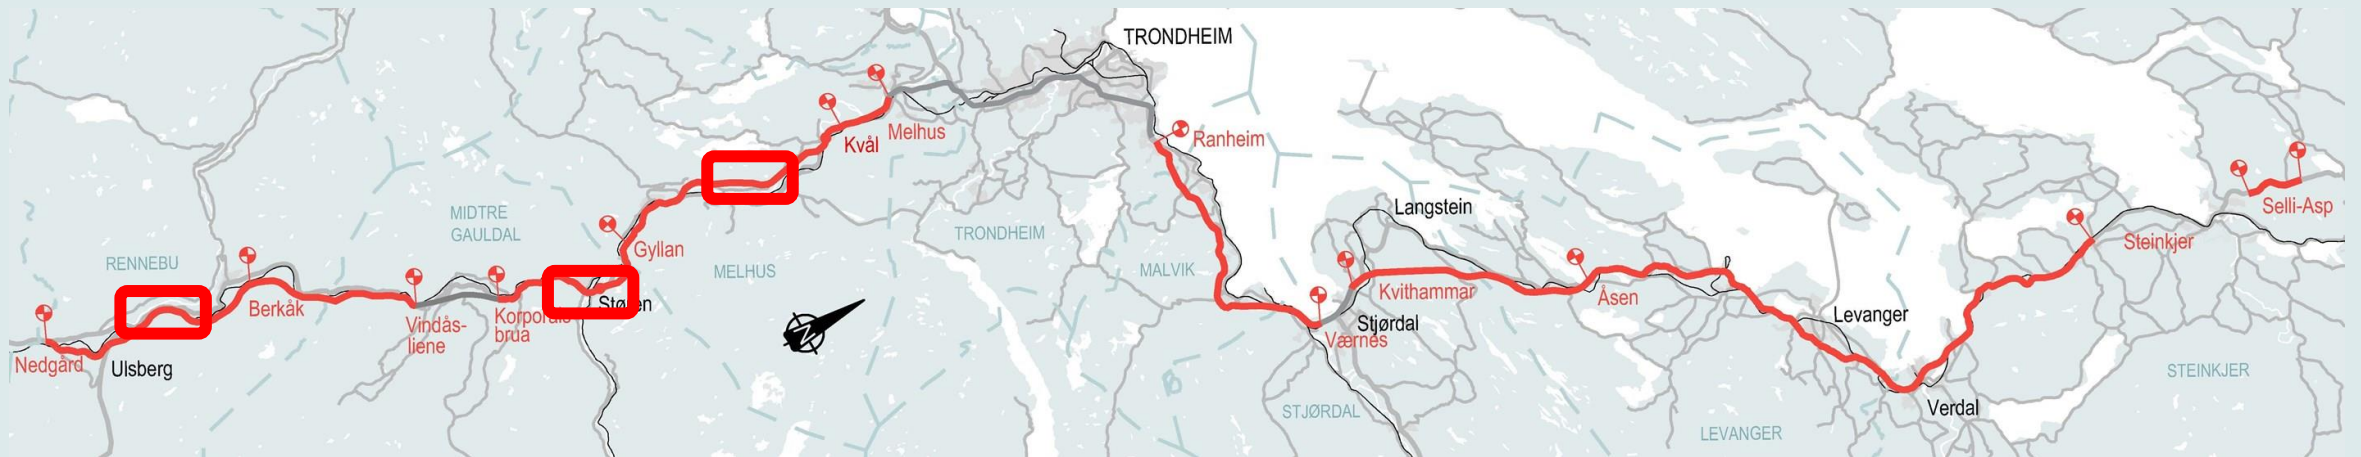 TRONDHEIM
Melhus
Kvål
Ranheim
Langstein
Selli-Asp
MIDTRE
GAULDAL
TRONDHEIM
Steinkjer
Gyllan
RENNEBU
MELHUS
MALVIK
Kvithammar
Åsen
Berkåk
Levanger
Vindås-
liene
Korporals-
brua
Stjørdal
Værnes
Nedgård
Ulsberg
STEINKJER
STJØRDAL
Verdal
LEVANGER
N